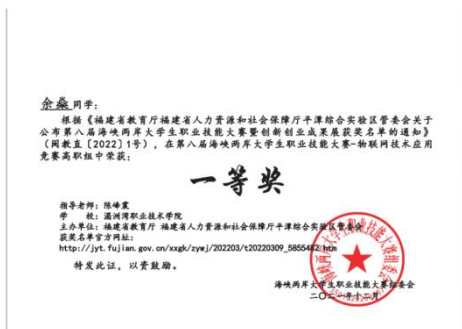 余燊同学:
根据《福建省教育厅福建省人力资源和社会保障厅平潭综合实验区管委会关于
公布第八届海峡两岸大学生职业技能大赛暨创新创业成果展获奖名单的通知》
(闽教直〔2022〕1号),在第八届海峡两岸大学生职业技能大赛-物联网技术应用
竞赛高职组中荣获:
一等奖
指导老师:陈峰震
学 校:湄洲湾职业技术学院
主办单位:福建省教育厅 福建省人力资源和社会保障厅平潭综合实验区管委会
获奖名单官方网址:
http://jyt.fujian.gov.cn/xxgk/zywj/202203/t20220309_5855482.htm
特发此证,以资鼓励。
海峡两岸大学生职业技能大赛组委会
二〇二一年十二月